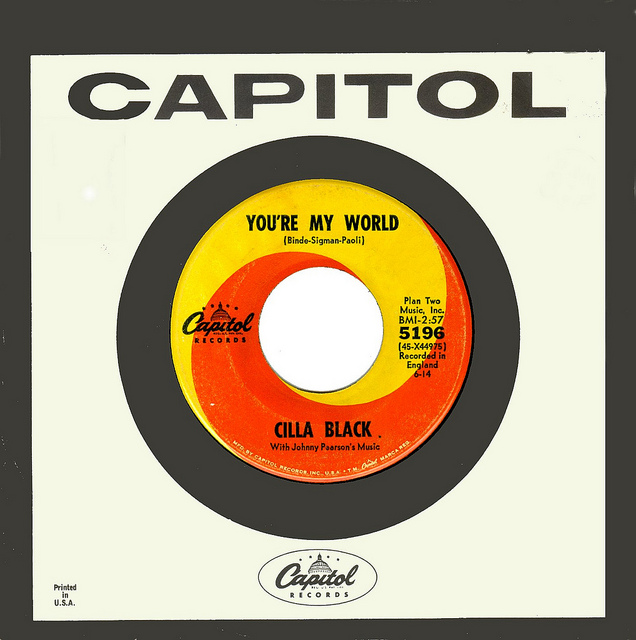 CAPITOL
YOU'RE MY WORLD
(Binde-Sigman-Paoli)
Capitol
RECORDS
Plan Two
Music, Inc.
BMI-2:57
5196
(45-X44975)
Recorded in
England
6-14
CILLA BLACK
With Johnny Pearson's Music
MFD. BY CAPITOL RECORDS, INC., U.S.A. • T.M. Capitol MARCA REG.
Capitol
RECORDS
Printed
in
U.S.A.